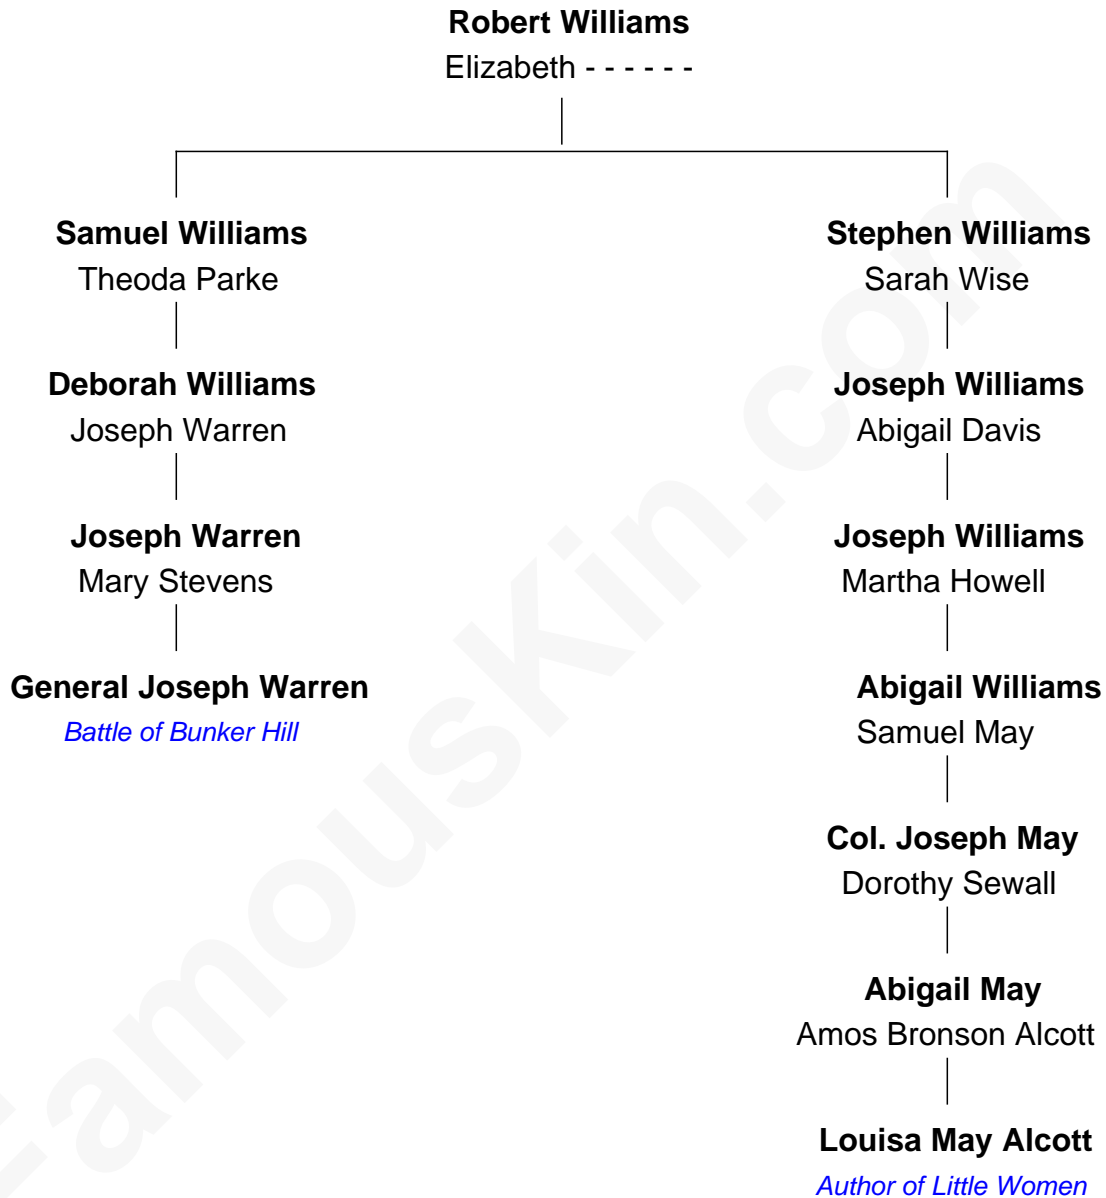 Robert Williams
Elizabeth - - - - - -
Samuel Williams
Theoda Parke
Deborah Williams
Joseph Warren
Joseph Warren
Mary Stevens
General Joseph Warren
Battle of Bunker Hill
Stephen Williams
Sarah Wise
Joseph Williams
Abigail Davis
Joseph Williams
Martha Howell
Abigail Williams
Samuel May
Col. Joseph May
Dorothy Sewall
Abigail May
Amos Bronson Alcott
Louisa May Alcott
Author of Little Women
FamousKin.com